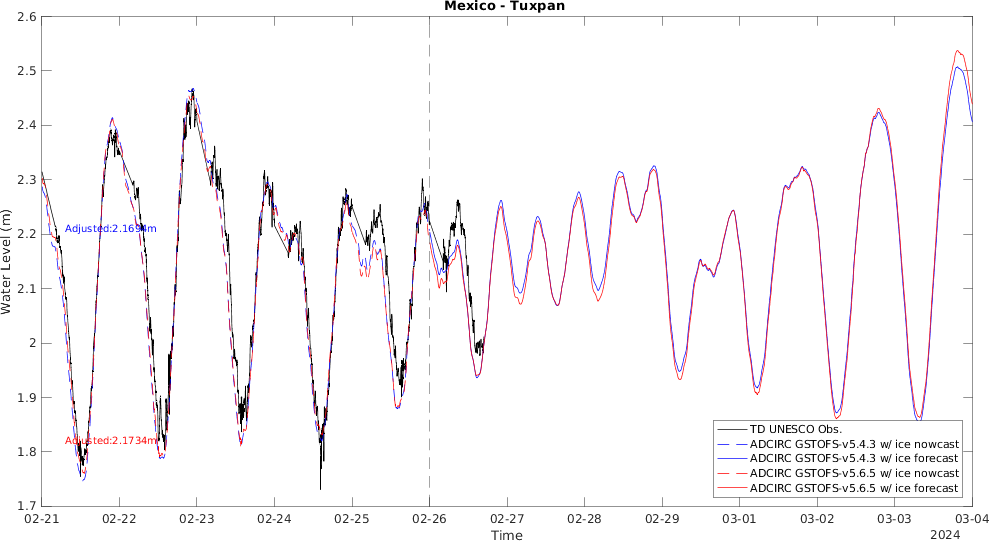 Mexico - Tuxpan
Water Level (m)
2.6
2.5
2.4
2.3
2.2
2.1
2
1.9
1.8
1.7
Adjusted:2.1694m
Adjusted:2.1734m
TD UNESCO Obs.
ADCIRC GSTOFS-v5.4.3 w/ ice nowcast
ADCIRC GSTOFS-v5.4.3 w/ ice forecast
ADCIRC GSTOFS-v5.6.5 w/ ice nowcast
ADCIRC GSTOFS-v5.6.5 w/ ice forecast
02-21 02-22 02-23 02-24 02-25 02-26 02-27 02-28 02-29 03-01 03-02 03-03 03-04
Time
2024